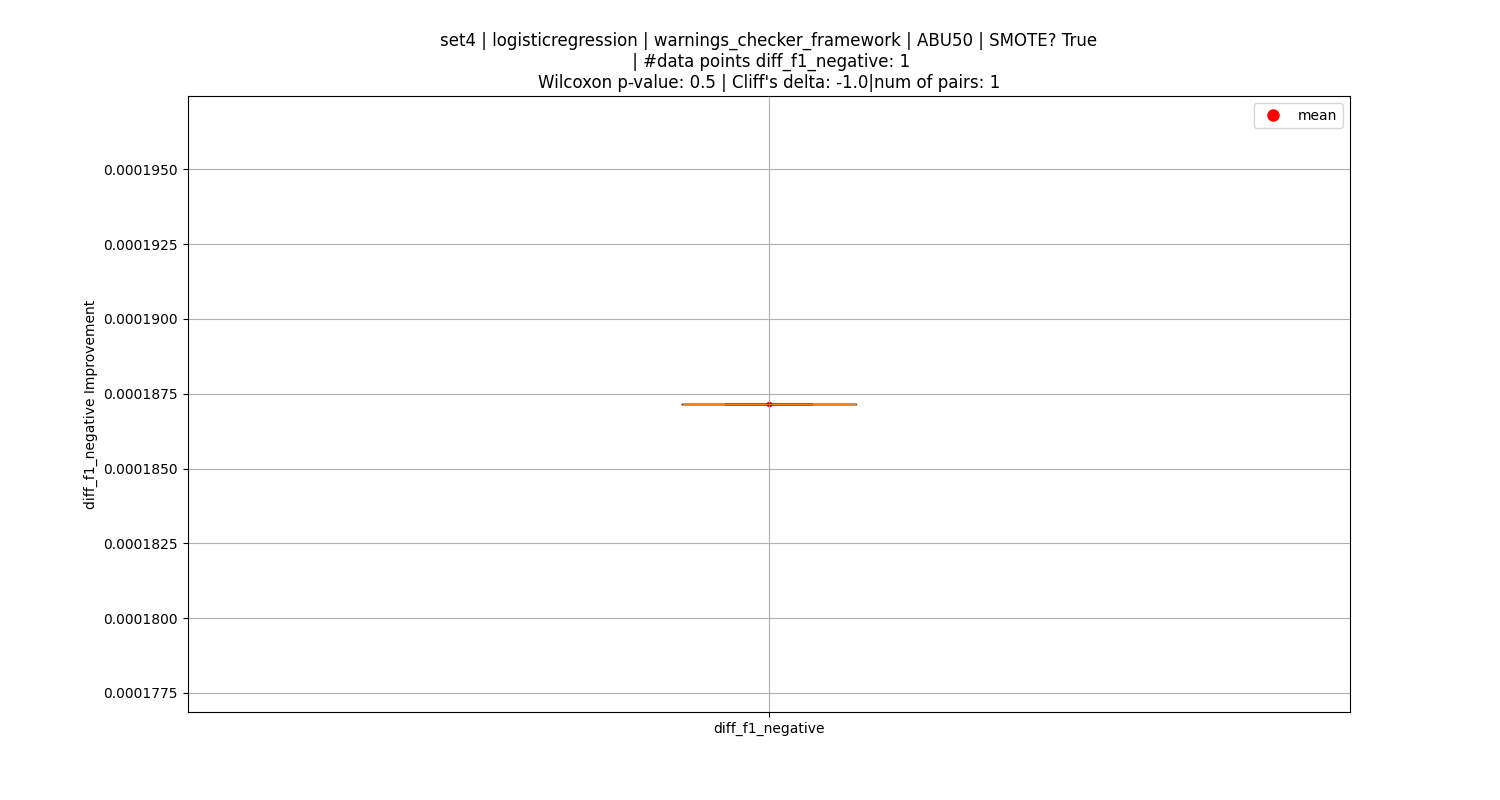 set4 | logisticregression | warnings_checker_framework | ABU50 | SMOTE? True
| #data points diff_f1_negative: 1
Wilcoxon p-value: 0.5 | Cliff's delta: -1.0|num of pairs: 1
mean
0.0001950
0.0001925
0.0001900
0.0001875
0.0001850
0.0001825
0.0001800
0.0001775
diff_f1_negative Improvement
diff_f1_negative